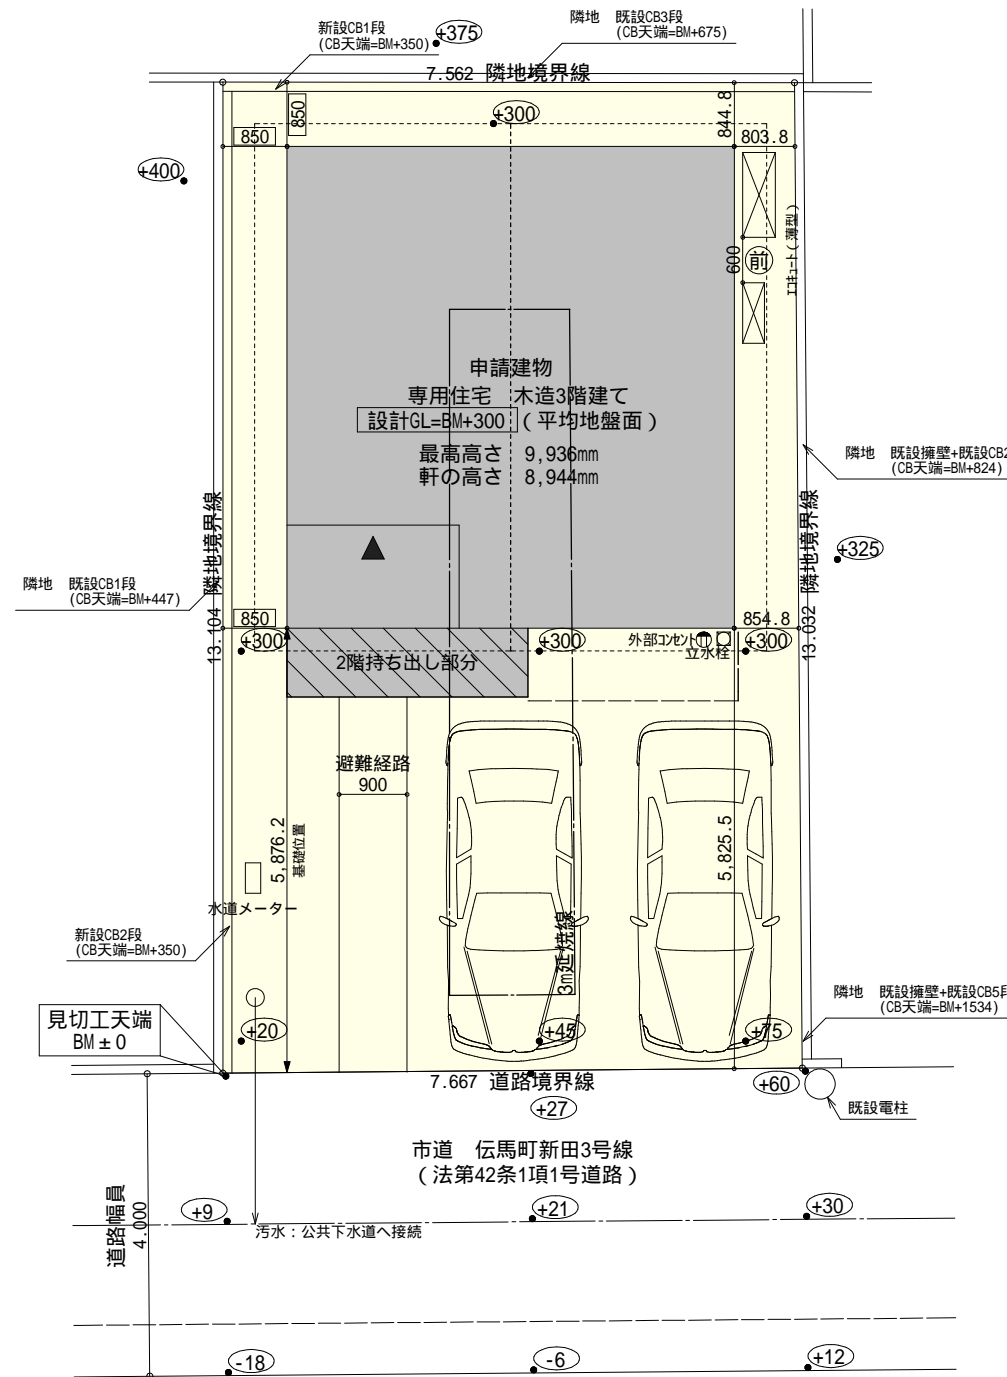 新設CB1段
(CB天端=BM+350)
+375
隣地　既設CB3段
(CB天端=BM+675)
7.562 隣地境界線
850
850
+300
844.8
803.8
+400
エコキュート(薄型)
600
前
申請建物
専用住宅　木造3階建て
設計GL=BM+300 (平均地盤面)
最高高さ　9,936mm
軒の高さ　8,944mm
隣地　既設擁壁+既設CB2
(CB天端=BM+824)
13.104 隣地境界線
13.032 隣地境界線
+325
隣地　既設CB1段
(CB天端=BM+447)
850
854.8
+300
+300
外部コンセント
立水栓
+300
2階持ち出し部分
避難経路
900
5,876.2
基礎位置
5,825.5
水道メーター
3m延焼線
新設CB2段
(CB天端=BM+350)
隣地　既設擁壁+既設CB5段
(CB天端=BM+1534)
見切工天端
BM±0
+20
+45
+75
7.667 道路境界線
+60
+27
既設電柱
市道　伝馬町新田3号線
(法第42条1項1号道路)
道路幅員
4.000
+9
+21
+30
汚水：公共下水道へ接続
-18
-6
+12